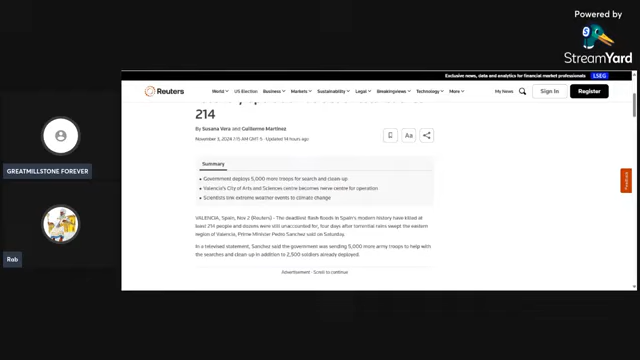 Powered by
StreamYard
Exclusive news, data and analytics for financial market professionals LSEG
Reuters
World US Election Business Markets Sustainability Legal Breakingviews Technology More
My News
Sign In
Register
214
By Susana Vera and Guillermo Martinez
November 3, 2024 7:15 AM GMT-5 · Updated 14 hours ago
Aa
Summary
Government deploys 5,000 more troops for search and clean up
Valencia's City of Arts and Sciences centre becomes nerve centre for operation
Scientists link extreme weather events to climate change
VALENCIA, Spain, Nov 2 (Reuters) - The deadliest flash floods in Spain's modern history have killed at
least 214 people and dozens were still unaccounted for, four days after torrential rains swept the eastern
region of Valencia, Prime Minister Pedro Sanchez said on Saturday.
In a televised statement, Sanchez said the government was sending 5,000 more army troops to help with
the searches and clean up in addition to 2,500 soldiers already deployed.
Advertisement · Scroll to continue
Feedback
GREATMILLSTONE FOREVER
Rob